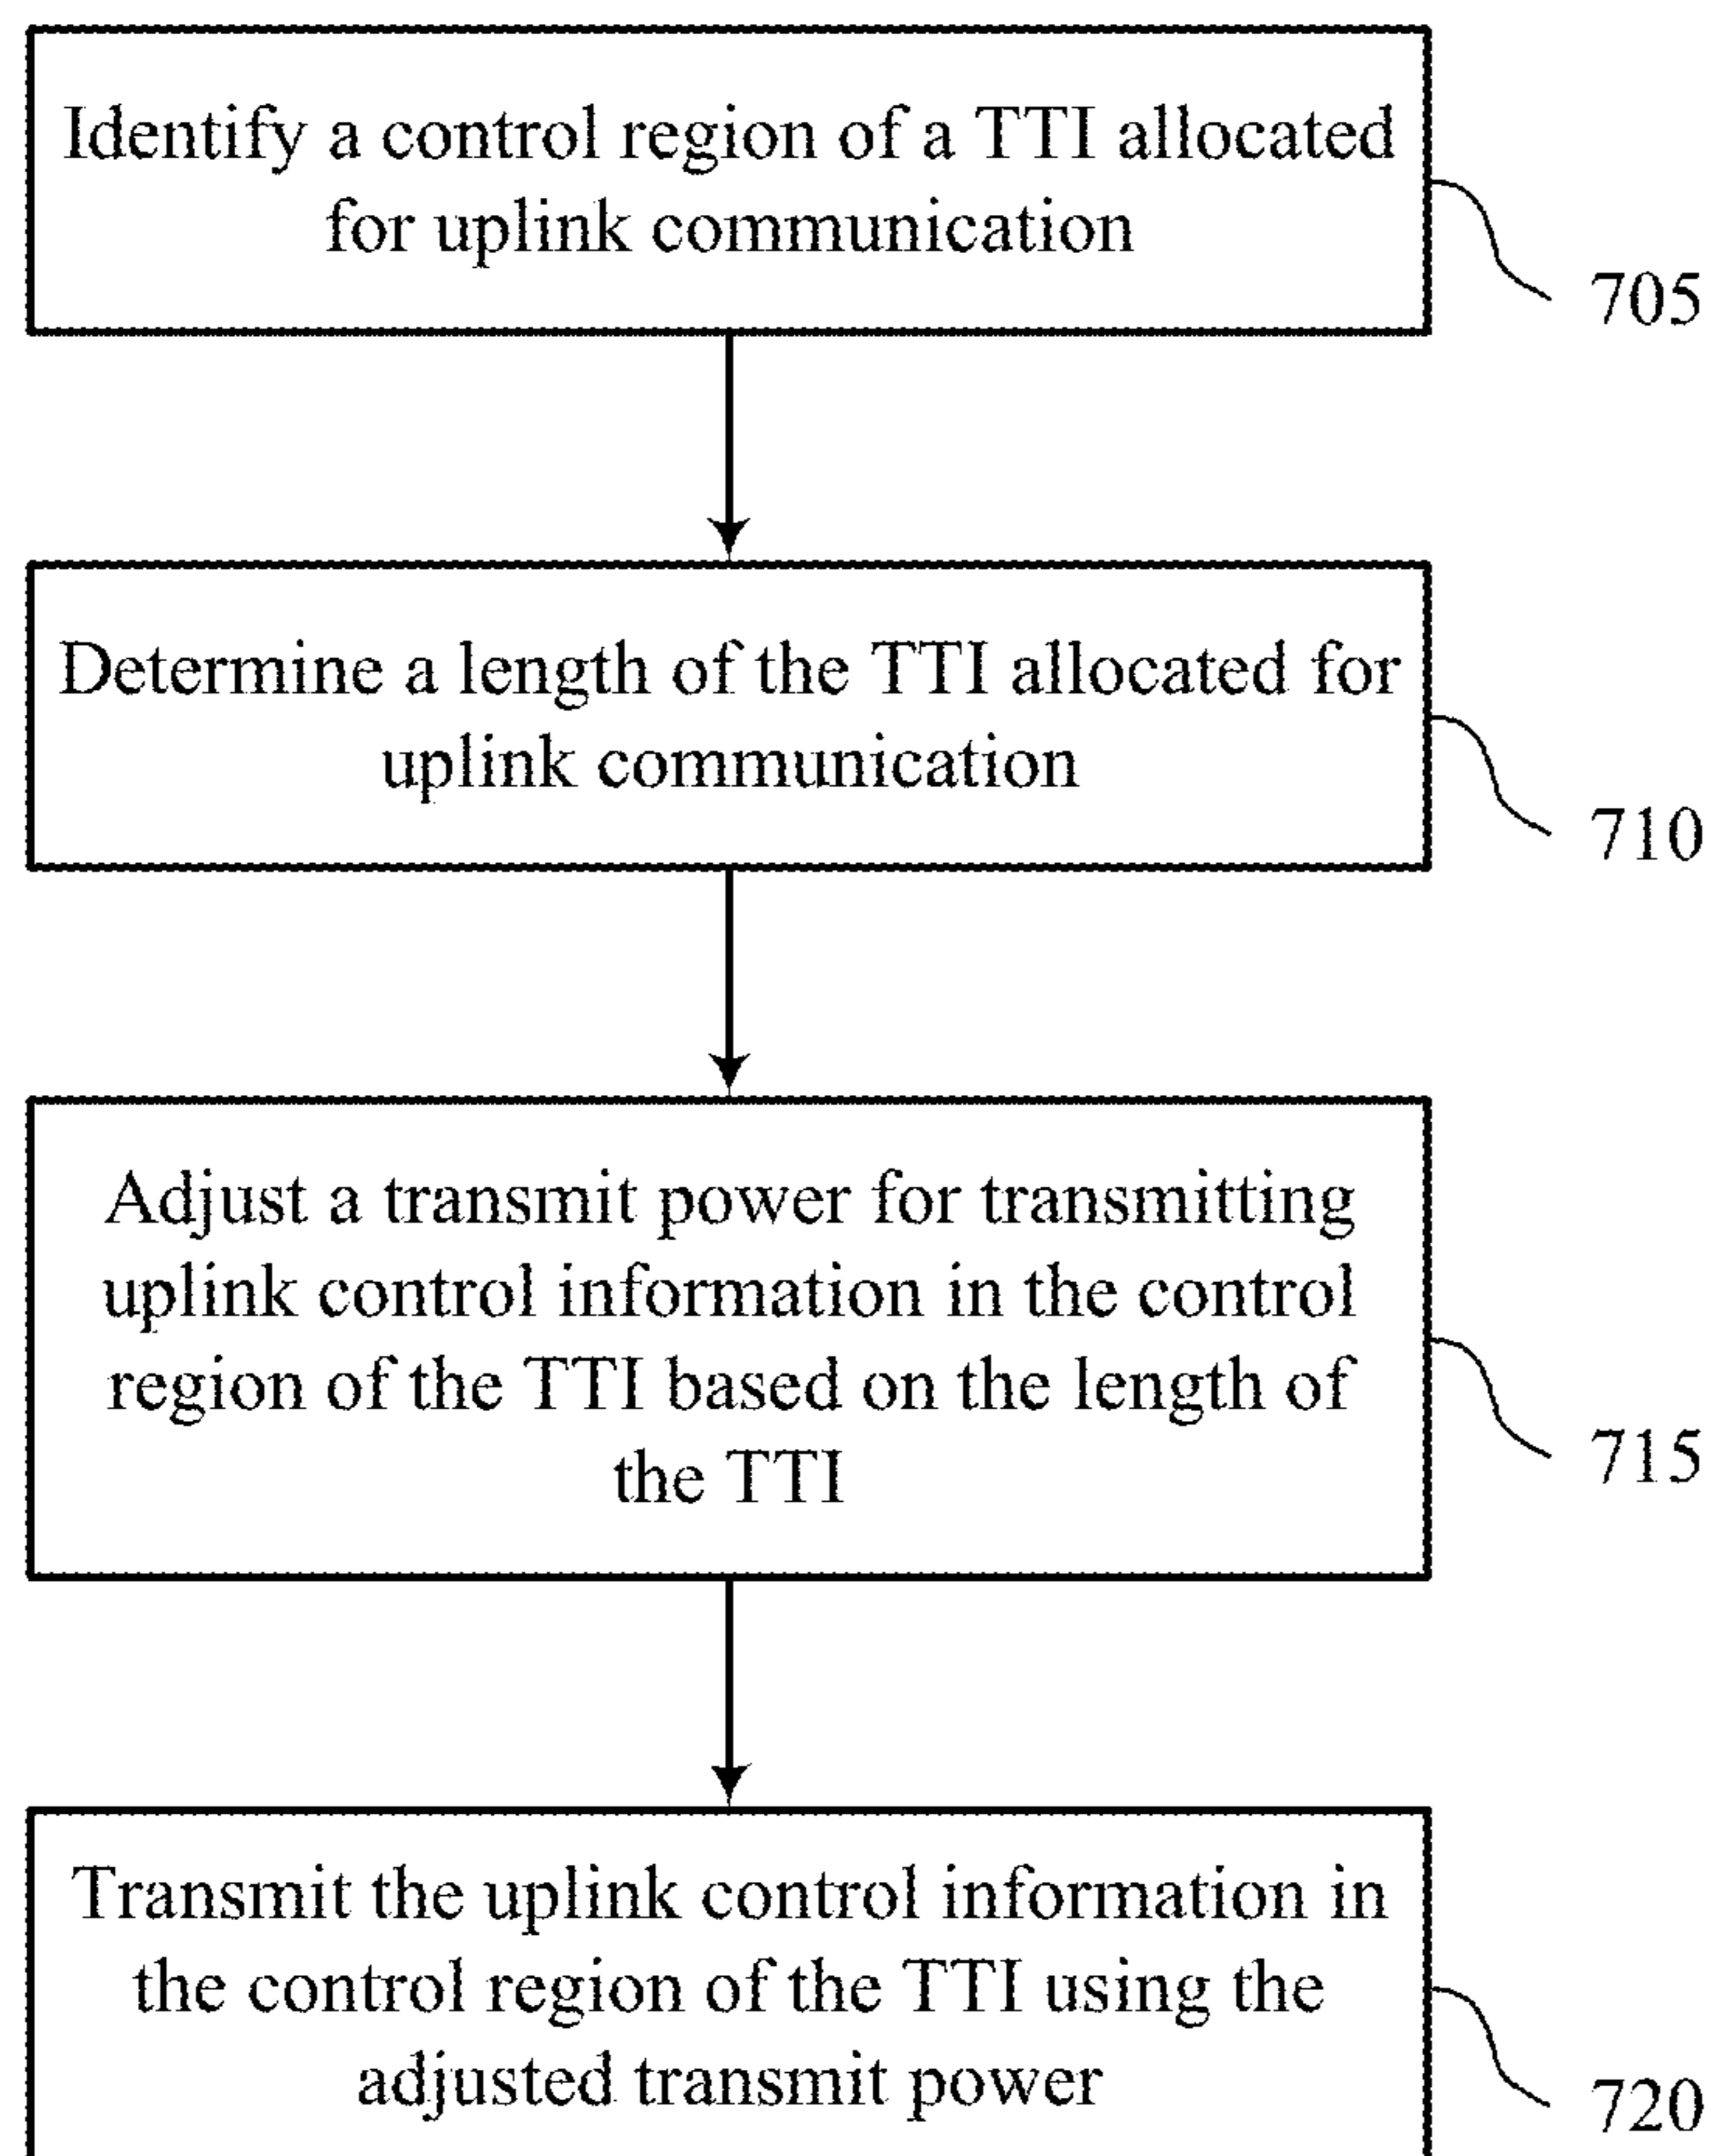 Identify a control region of a TTI allocated
for uplink communication
705
Determine a length of the TTI allocated for
uplink communication
710
Adjust a transmit power for transmitting
uplink control information in the control
region of the TTI based on the length of
the TTI
715
Transmit the uplink control information in
the control region of the TTI using the
adjusted transmit power
720